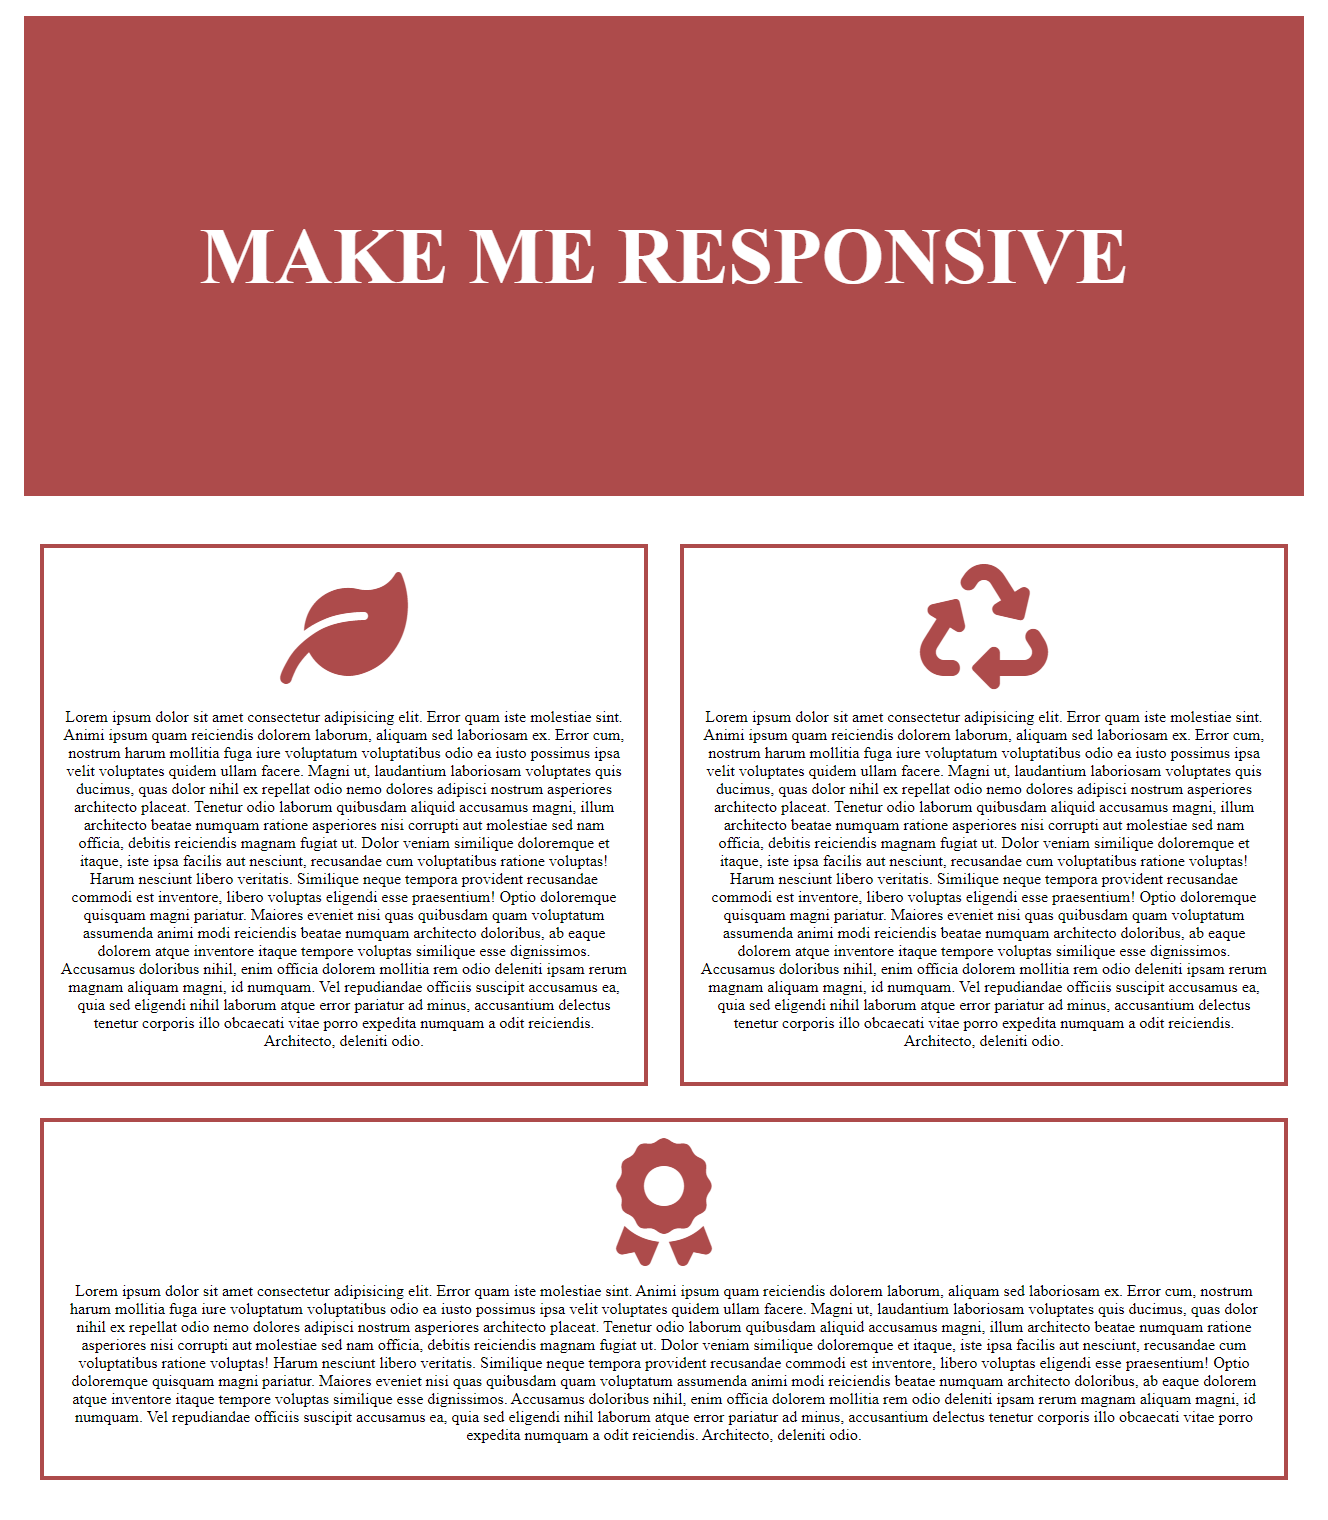 MAKE ME RESPONSIVE
Lorem ipsum dolor sit amet consectetur adipisicing elit. Error quam iste molestiae sint.
Animi ipsum quam reiciendis dolorem laborum, aliquam sed laboriosam ex. Error cum,
nostrum harum mollitia fuga iure voluptatum voluptatibus odio ea iusto possimus ipsa
velit voluptates quidem ullam facere. Magni ut, laudantium laboriosam voluptates quis
ducimus, quas dolor nihil ex repellat odio nemo dolores adipisci nostrum asperiores
architecto placeat. Tenetur odio laborum quibusdam aliquid accusamus magni, illum
architecto beatae numquam ratione asperiores nisi corrupti aut molestiae sed nam
officia, debitis reiciendis magnam fugiat ut. Dolor veniam similique doloremque et
itaque, iste ipsa facilis aut nesciunt, recusandae cum voluptatibus ratione voluptas!
Harum nesciunt libero veritatis. Similique neque tempora provident recusandae
commodi est inventore, libero voluptas eligendi esse praesentium! Optio doloremque
quisquam magni pariatur. Maiores eveniet nisi quas quibusdam quam voluptatum
assumenda animi modi reiciendis beatae numquam architecto doloribus, ab eaque
dolorem atque inventore itaque tempore voluptas similique esse dignissimos.
Accusamus doloribus nihil, enim officia dolorem mollitia rem odio deleniti ipsam rerum
magnam aliquam magni, id numquam. Vel repudiandae officiis suscipit accusamus ea,
quia sed eligendi nihil laborum atque error pariatur ad minus, accusantium delectus
tenetur corporis illo obcaecati vitae porro expedita numquam a odit reiciendis.
Architecto, deleniti odio.
Lorem ipsum dolor sit amet consectetur adipisicing elit. Error quam iste molestiae sint.
Animi ipsum quam reiciendis dolorem laborum, aliquam sed laboriosam ex. Error cum,
nostrum harum mollitia fuga iure voluptatum voluptatibus odio ea iusto possimus ipsa
velit voluptates quidem ullam facere. Magni ut, laudantium laboriosam voluptates quis
ducimus, quas dolor nihil ex repellat odio nemo dolores adipisci nostrum asperiores
architecto placeat. Tenetur odio laborum quibusdam aliquid accusamus magni, illum
architecto beatae numquam ratione asperiores nisi corrupti aut molestiae sed nam
officia, debitis reiciendis magnam fugiat ut. Dolor veniam similique doloremque et
itaque, iste ipsa facilis aut nesciunt, recusandae cum voluptatibus ratione voluptas!
Harum nesciunt libero veritatis. Similique neque tempora provident recusandae
commodi est inventore, libero voluptas eligendi esse praesentium! Optio doloremque
quisquam magni pariatur. Maiores eveniet nisi quas quibusdam quam voluptatum
assumenda animi modi reiciendis beatae numquam architecto doloribus, ab eaque
dolorem atque inventore itaque tempore voluptas similique esse dignissimos.
Accusamus doloribus nihil, enim officia dolorem mollitia rem odio deleniti ipsam rerum
magnam aliquam magni, id numquam. Vel repudiandae officiis suscipit accusamus ea,
quia sed eligendi nihil laborum atque error pariatur ad minus, accusantium delectus
tenetur corporis illo obcaecati vitae porro expedita numquam a odit reiciendis.
Architecto, deleniti odio.
Lorem ipsum dolor sit amet consectetur adipisicing elit. Error quam iste molestiae sint. Animi ipsum quam reiciendis dolorem laborum, aliquam sed laboriosam ex. Error cum, nostrum
harum mollitia fuga iure voluptatum voluptatibus odio ea iusto possimus ipsa velit voluptates quidem ullam facere. Magni ut, laudantium laboriosam voluptates quis ducimus, quas dolor
nihil ex repellat odio nemo dolores adipisci nostrum asperiores architecto placeat. Tenetur odio laborum quibusdam aliquid accusamus magni, illum architecto beatae numquam ratione
asperiores nisi corrupti aut molestiae sed nam officia, debitis reiciendis magnam fugiat ut. Dolor veniam similique doloremque et itaque, iste ipsa facilis aut nesciunt, recusandae cum
voluptatibus ratione voluptas! Harum nesciunt libero veritatis. Similique neque tempora provident recusandae commodi est inventore, libero voluptas eligendi esse praesentium! Optio
doloremque quisquam magni pariatur. Maiores eveniet nisi quas quibusdam quam voluptatum assumenda animi modi reiciendis beatae numquam architecto doloribus, ab eaque dolorem
atque inventore itaque tempore voluptas similique esse dignissimos. Accusamus doloribus nihil, enim officia dolorem mollitia rem odio deleniti ipsam rerum magnam aliquam magni, id
numquam. Vel repudiandae officiis suscipit accusamus ea, quia sed eligendi nihil laborum atque error pariatur ad minus, accusantium delectus tenetur corporis illo obcaecati vitae porro
expedita numquam a odit reiciendis. Architecto, deleniti odio.